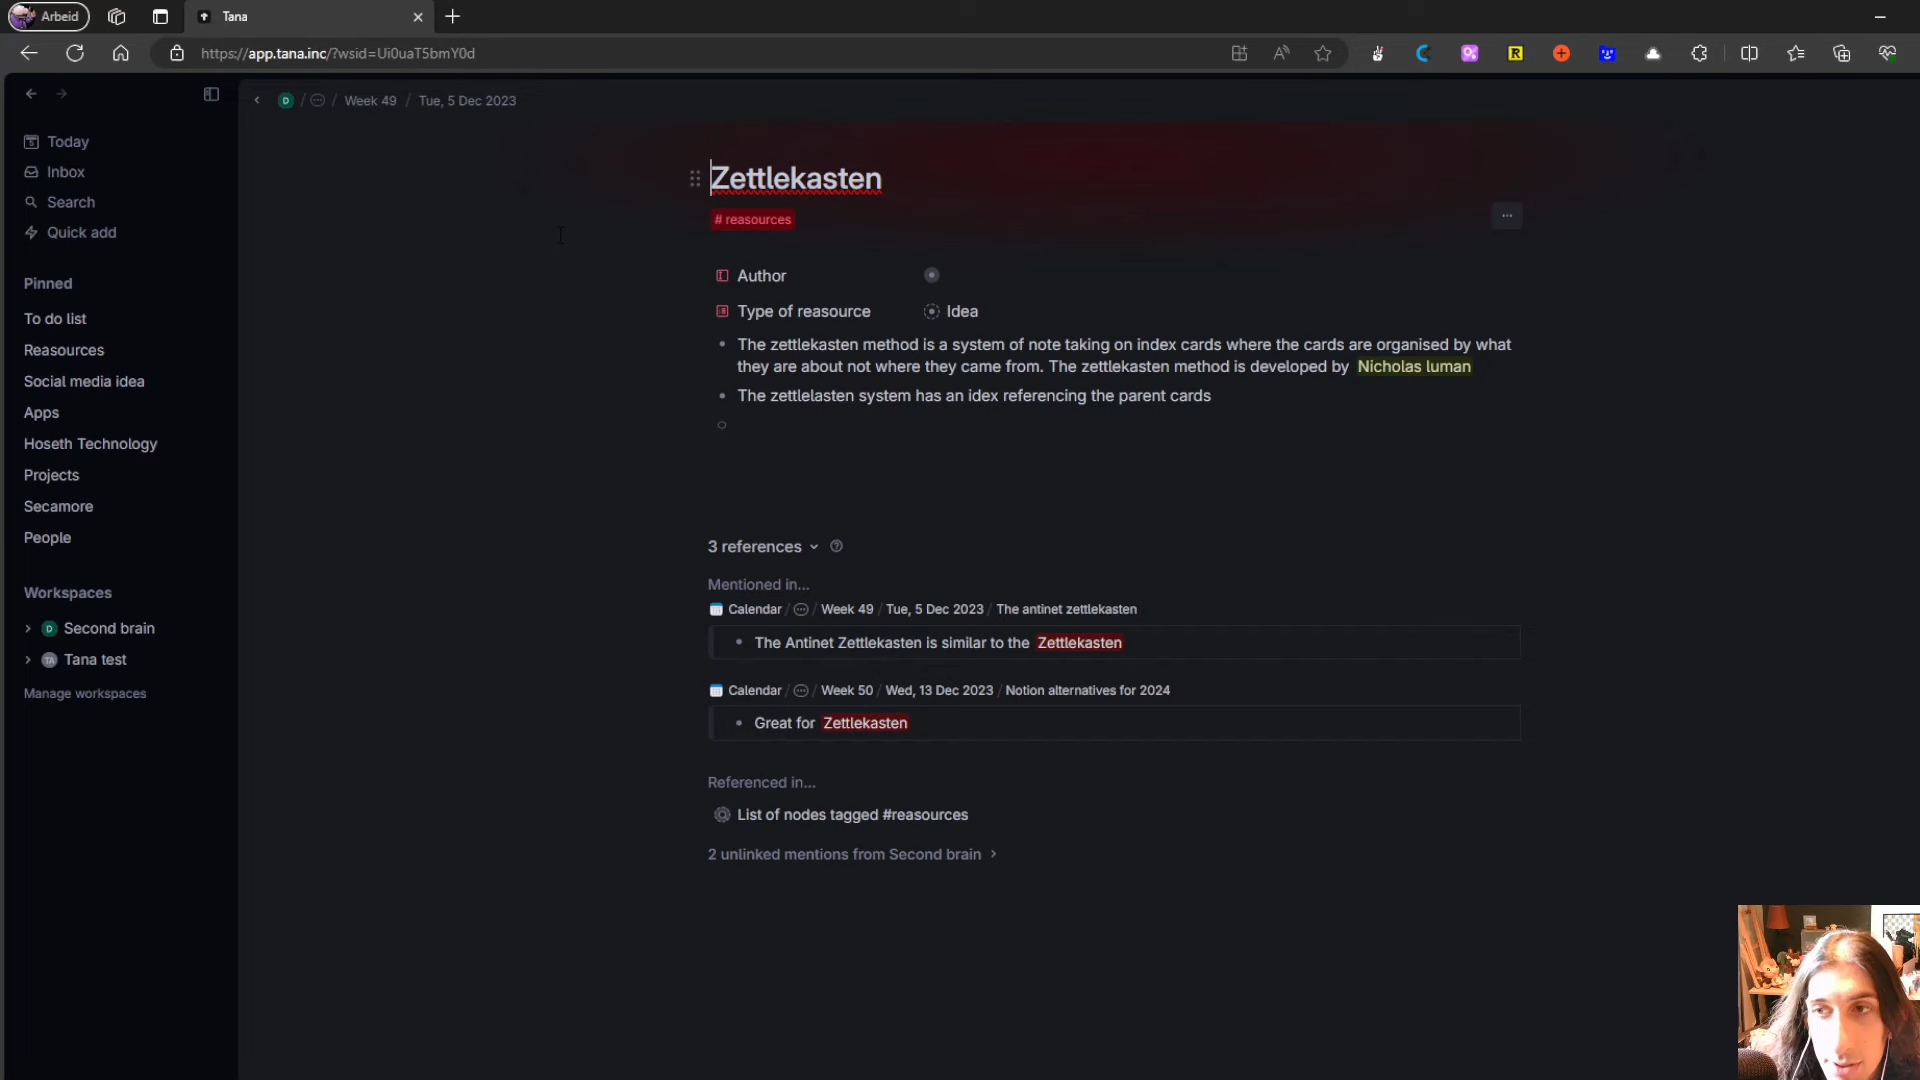 Arbeid
Tana
https://app.tana.inc/?wsid=Ui0uaT5bmY0d
D / / Week 49 / Tue, 5 Dec 2023
Today
Inbox
Search
Quick add
Pinned
To do list
Reasources
Social media idea
Apps
Hoseth Technology
Projects
Secamore
People
Workspaces
D Second brain
TA Tana test
Manage workspaces
Zettlekasten
# reasources
Author
Type of reasource Idea
The zettlekasten method is a system of note taking on index cards where the cards are organised by what
they are about not where they came from. The zettlekasten method is developed by Nicholas luman
The zettlelasten system has an idex referencing the parent cards
3 references
Mentioned in...
Calendar / / Week 49 / Tue, 5 Dec 2023 / The antinet zettlekasten
The Antinet Zettlekasten is similar to the Zettlekasten
Calendar / / Week 50 / Wed, 13 Dec 2023 / Notion alternatives for 2024
Great for Zettlekasten
Referenced in...
List of nodes tagged #reasources
2 unlinked mentions from Second brain